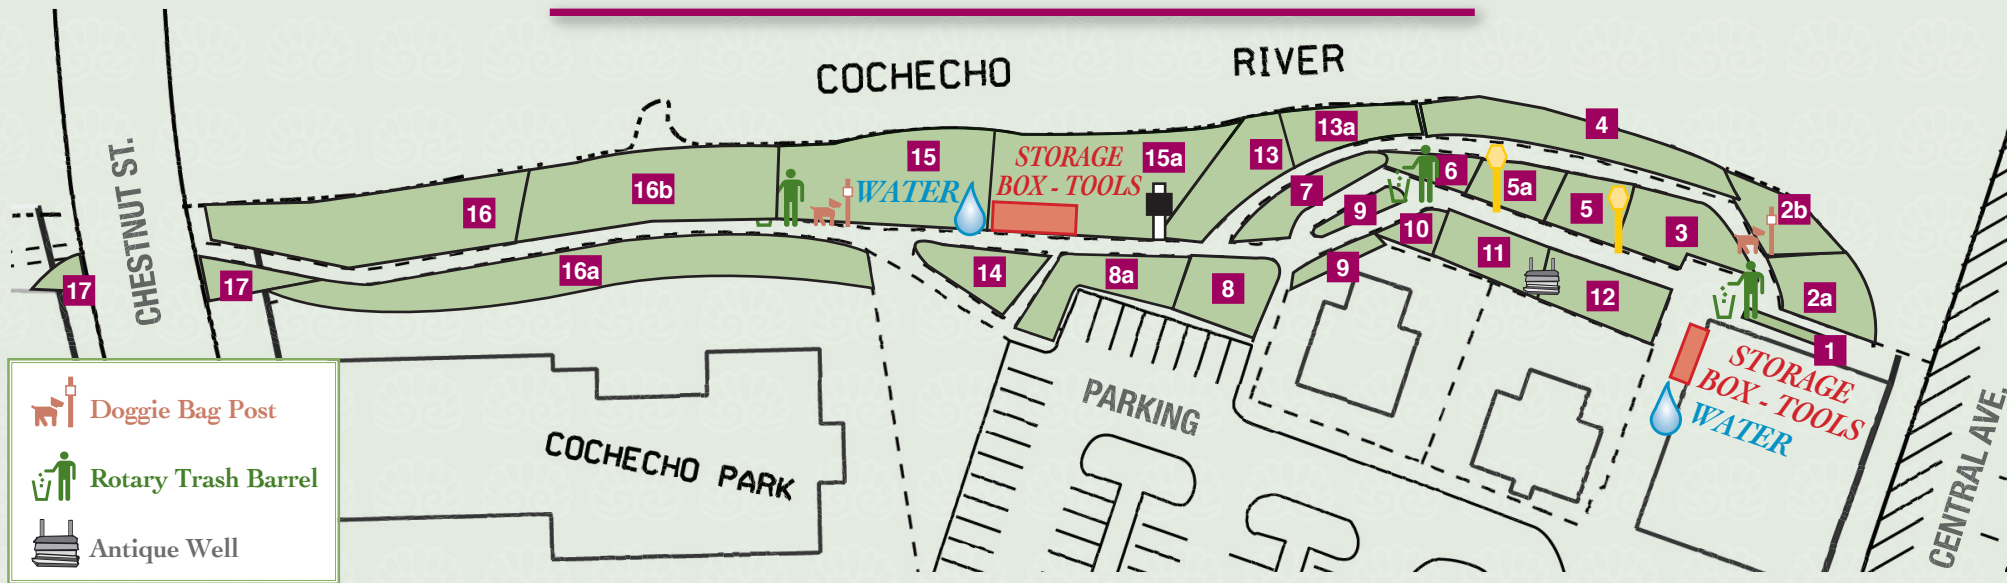 COCHECHO RIVER
CHESTNUT ST.
17
17
16
16b
16a
15
WATER
STORAGE
BOX - TOOLS
15a
14
8a
8
13
13a
7
9
9
6
5a
5
4
3
2b
2a
1
10
11
12
STORAGE
BOX - TOOLS
WATER
PARKING
COCHECHO PARK
CENTRAL AVE.
Doggie Bag Post
Rotary Trash Barrel
Antique Well